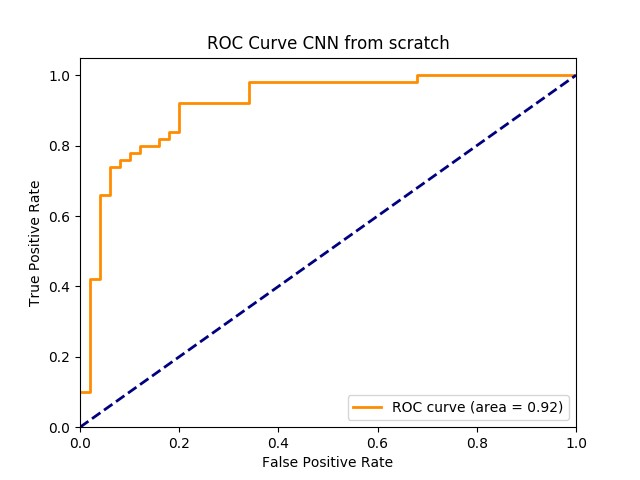 ROC Curve CNN from scratch
True Positive Rate
1.0
0.8
0.6
0.4
0.2
0.0
ROC curve (area = 0.92)
0.0 0.2 0.4 0.6 0.8 1.0
False Positive Rate